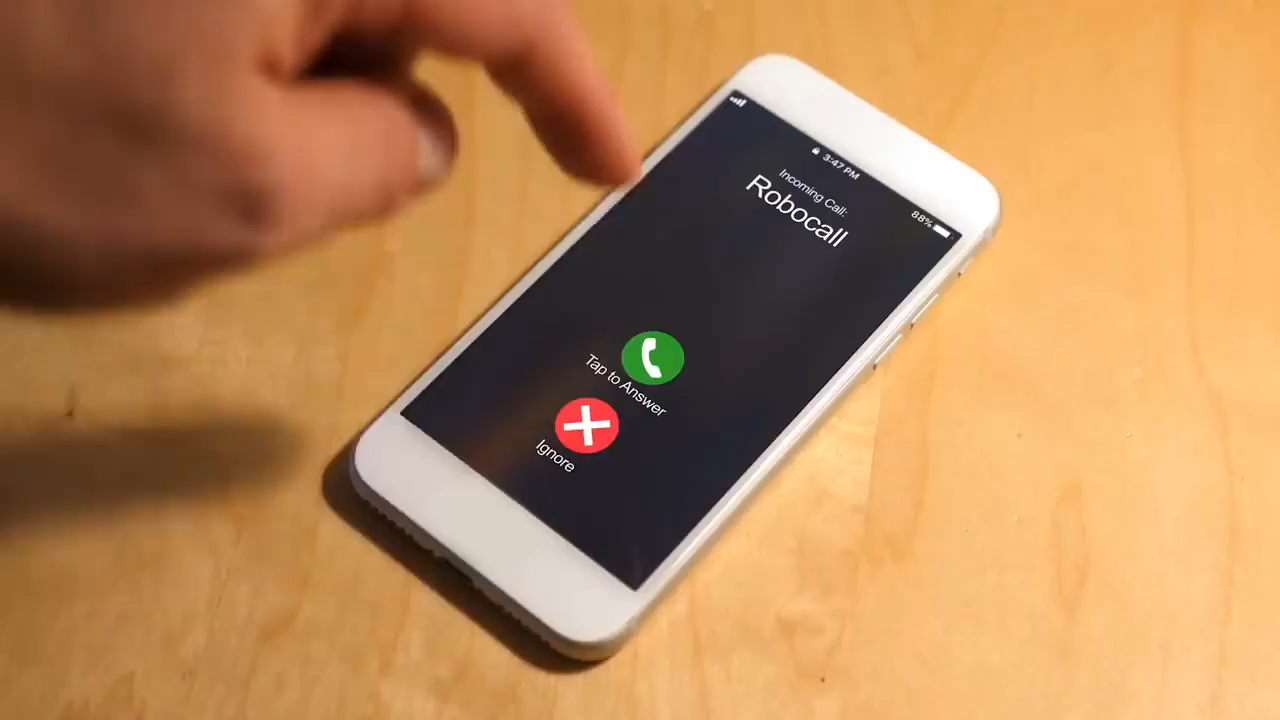 3:47 PM
88%
Incoming Call:
Robocall
Tap to Answer
Ignore